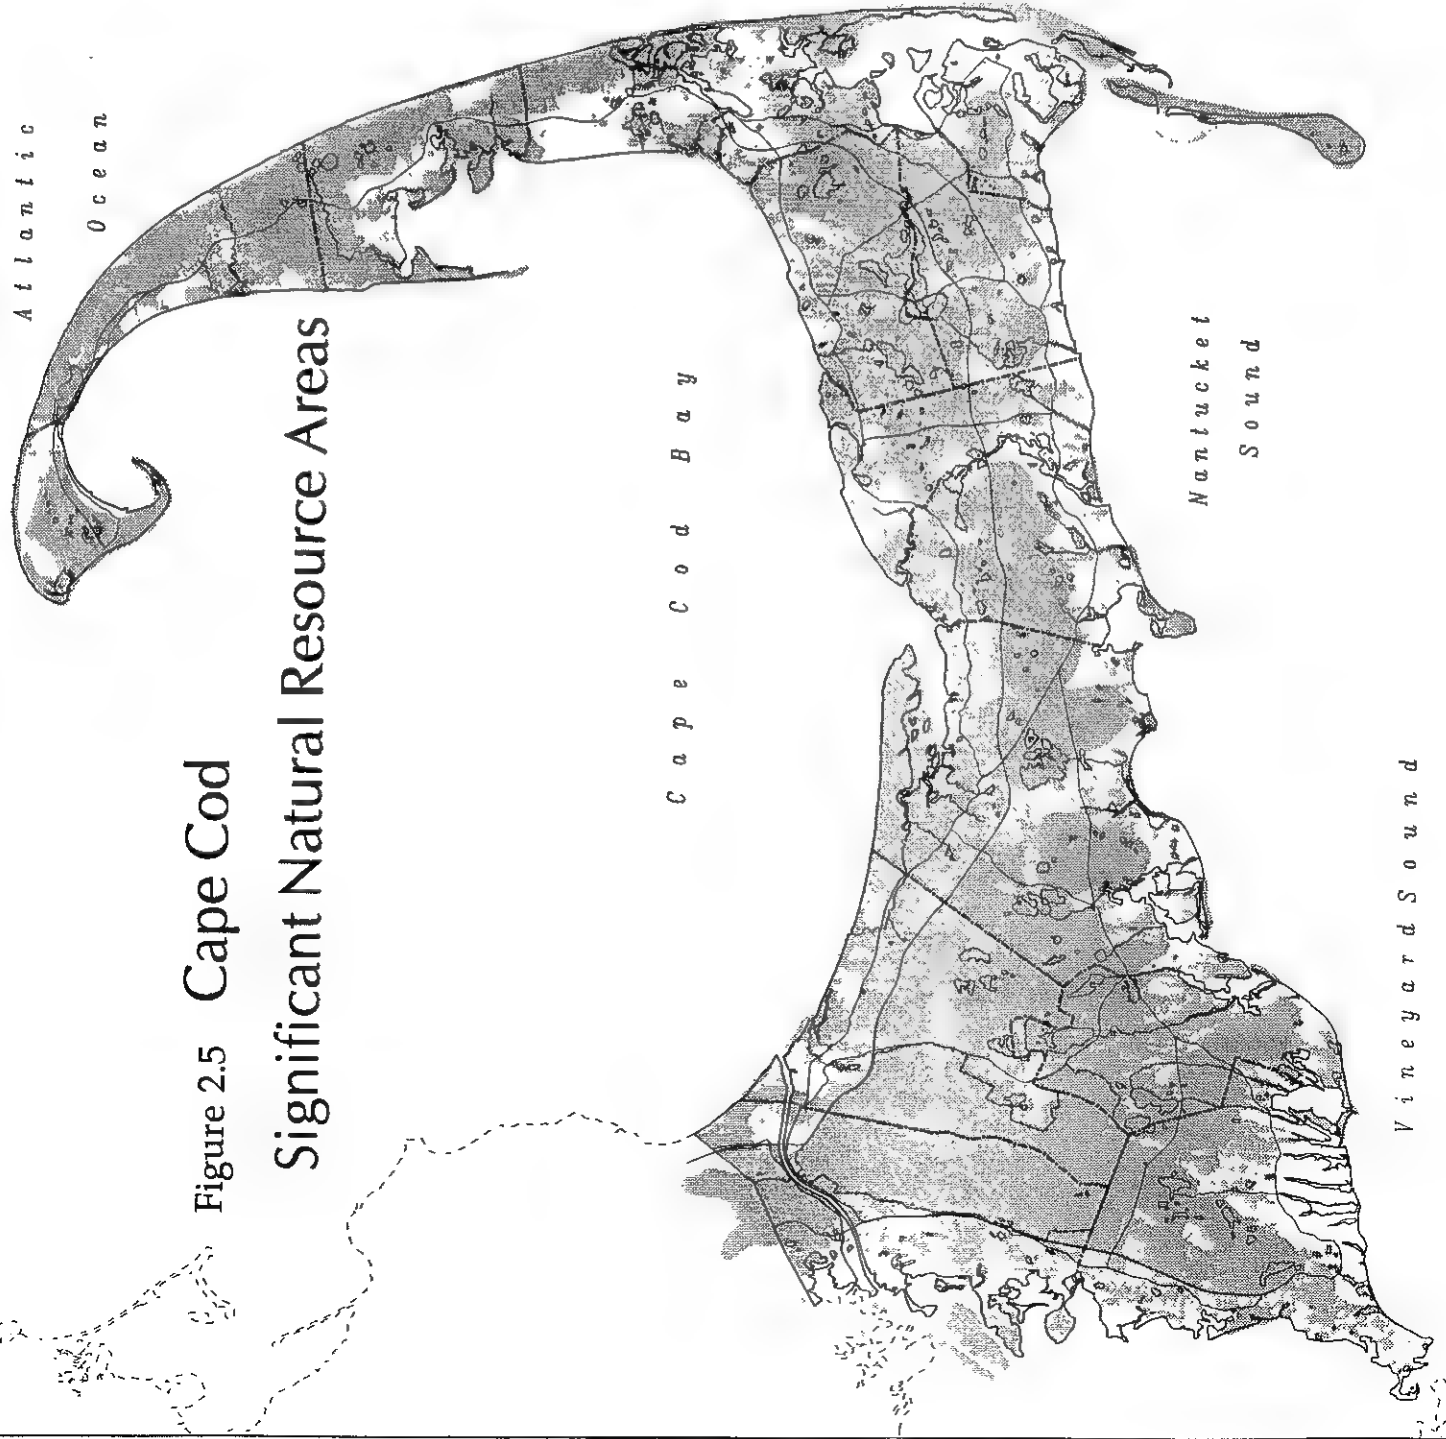 Figure 2.5 Cape Cod
Significant Natural Resource Areas
Atlantic
Ocean
Cape Cod Bay
Nantucket
Sound
Vineyard Sound